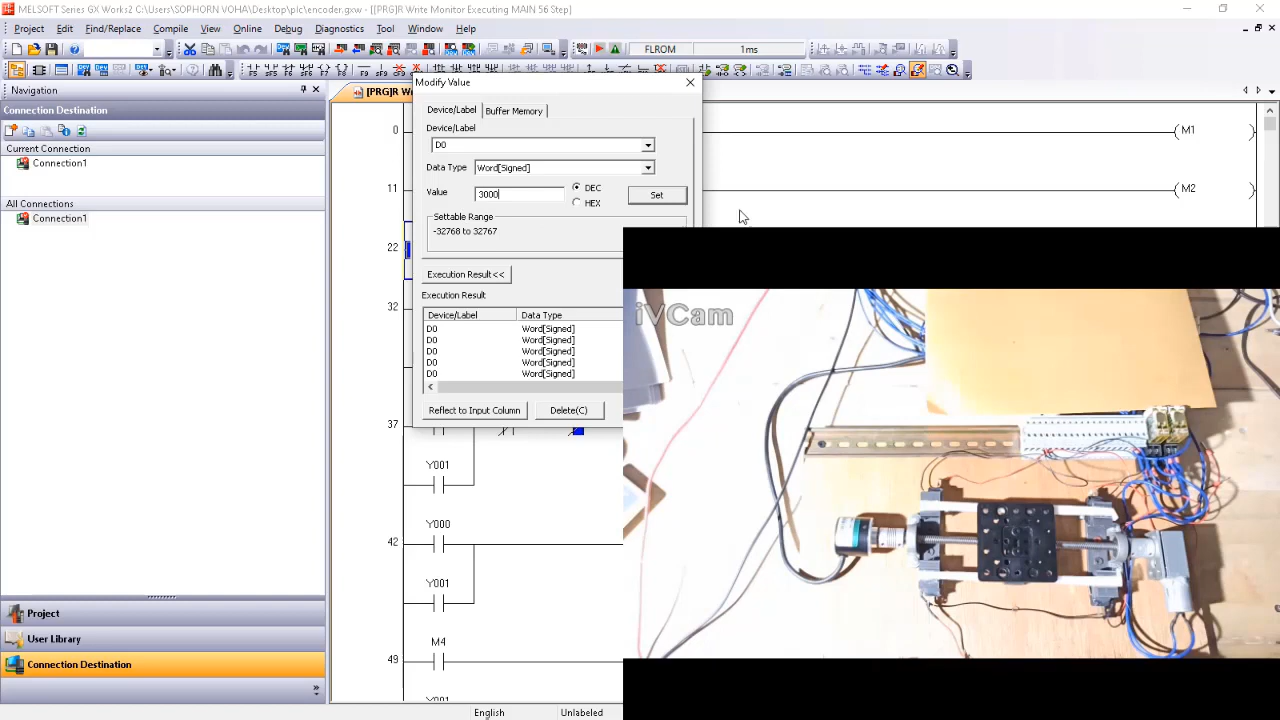 MELSOFT Series GX Works2 C:\Users\SOPHORN VOHA\Desktop\plc\encoder.gxw - [[PRG]R Write Monitor Executing MAIN 56 Step]
Project Edit Find/Replace Compile View Online Debug Diagnostics Tool Window Help
FLROM 1ms
Navigation
Connection Destination
Current Connection
Connection1
All Connections
Connection1
Project
User Library
Connection Destination
[PRG]R Wr
Modify Value
Device/Label Buffer Memory
Device/Label
D0
Data Type Word[Signed]
Value 3000 DEC Set
HEX
Settable Range
-32768 to 32767
Execution Result<<
Execution Result
Device/Label Data Type
D0 Word[Signed]
D0 Word[Signed]
D0 Word[Signed]
D0 Word[Signed]
D0 Word[Signed]
Reflect to Input Column Delete(C)
0 M1
11 M2
22
32
37
Y001
Y000
42
Y001
M4
49
Y001
iVCam
English Unlabeled